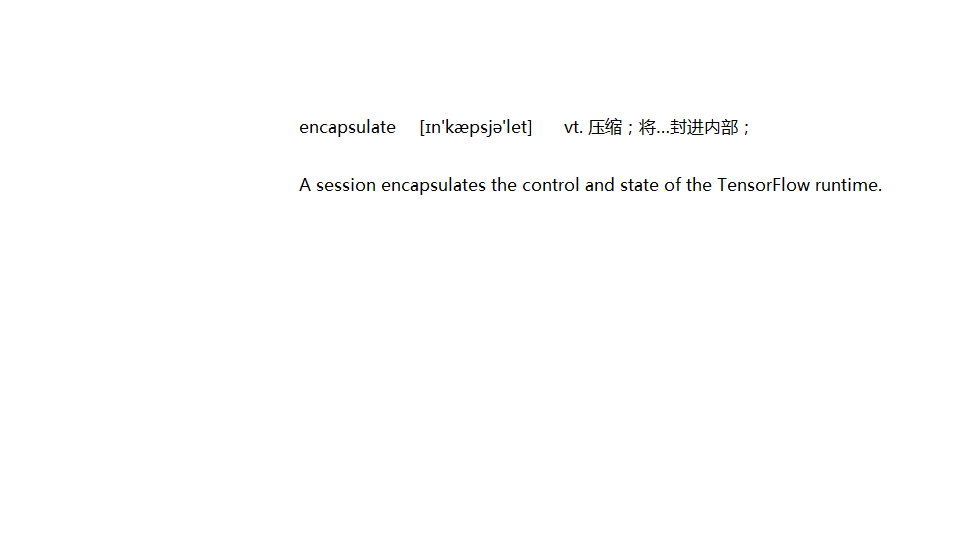 encapsulate [ɪn'kæpsjə'let] vt. 压缩；将…封进内部；
A session encapsulates the control and state of the TensorFlow runtime.